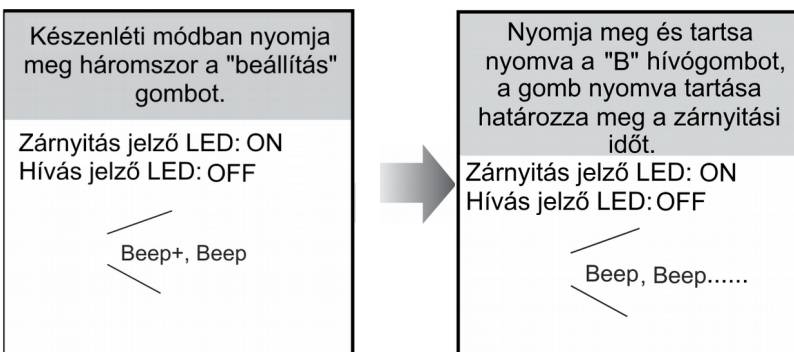 Készenléti módban nyomja
meg háromszor a "beállítás"
gombot.
Zárnyitás jelző LED: ON
Hívás jelző LED: OFF
Beep+, Beep
Nyomja meg és tartsa
nyomva a "B" hívógombot,
a gomb nyomva tartása
határozza meg a zárnyitási
időt.
Zárnyitás jelző LED: ON
Hívás jelző LED: OFF
Beep, Beep......